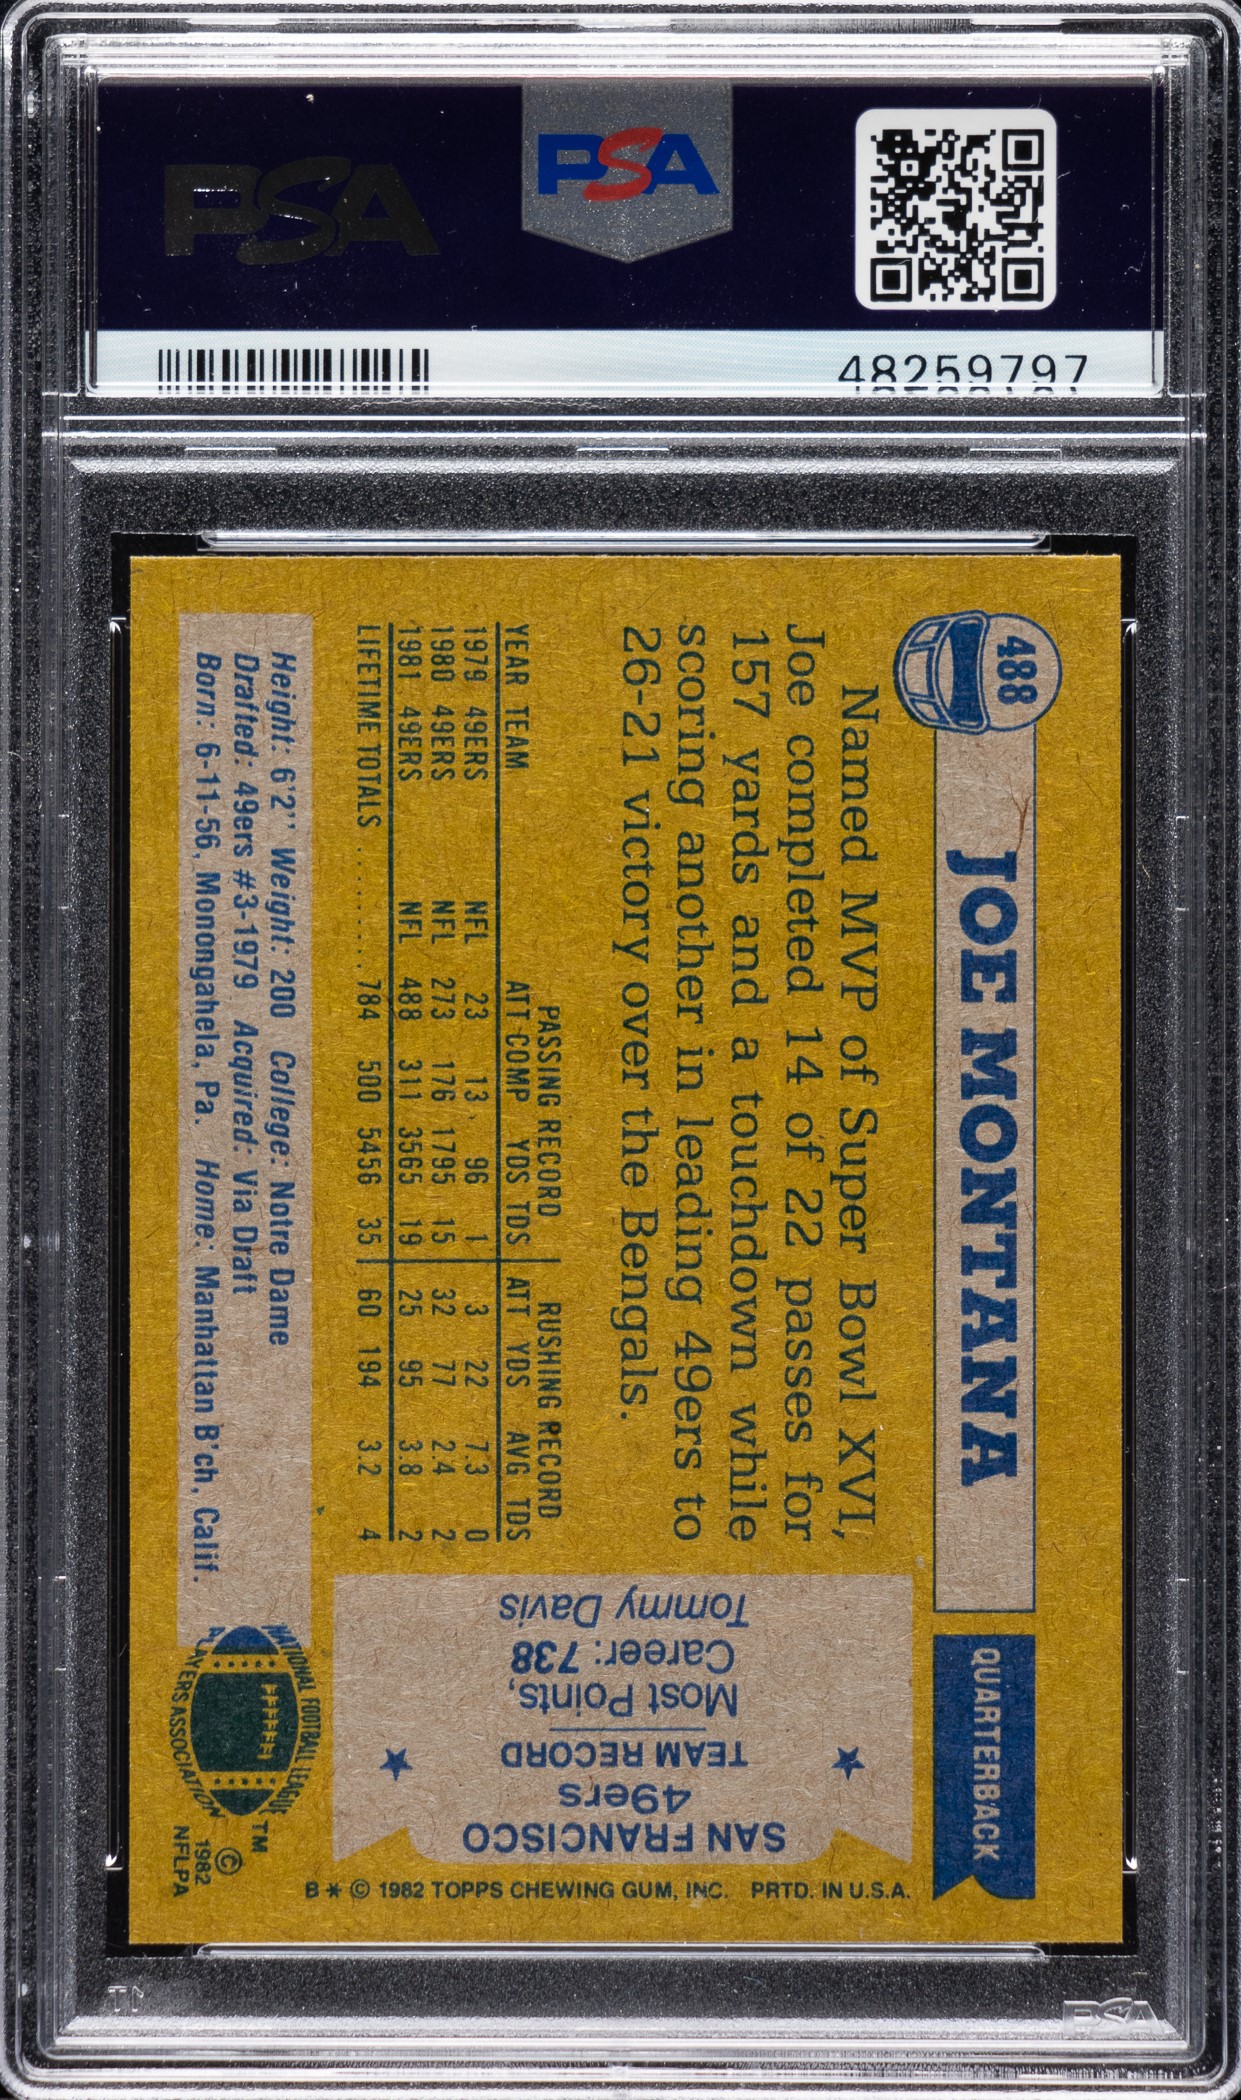 PSA
PSA
48259797
488
JOE MONTANA
QUARTERBACK
Named MVP of Super Bowl XVI,
Joe completed 14 of 22 passes for
157 yards and a touchdown while
scoring another in leading 49ers to
26-21 victory over the Bengals.
PASSING RECORD RUSHING RECORD
YEAR TEAM ATT COMP YDS TDS ATT YDS AVG TDS
1979 49ERS NFL 23 13 96 1 3 22 7.3 0
1980 49ERS NFL 273 176 1795 15 32 77 2.4 2
1981 49ERS NFL 488 311 3565 19 25 95 3.8 2
LIFETIME TOTALS ......... 784 500 5456 35 60 194 3.2 4
Height: 6'2" Weight: 200 College: Notre Dame
Drafted: 49ers #3-1979 Acquired: Via Draft
Born: 6-11-56, Monongahela, Pa. Home: Manhattan B'ch, Calif.
SAN FRANCISCO
49ers
TEAM RECORD
Most Points,
Career: 738
Tommy Davis
NATIONAL FOOTBALL LEAGUE
PLAYERS ASSOCIATION
TM
© 1982
NFLPA
B * © 1982 TOPPS CHEWING GUM, INC. PRTD. IN U.S.A.
PSA